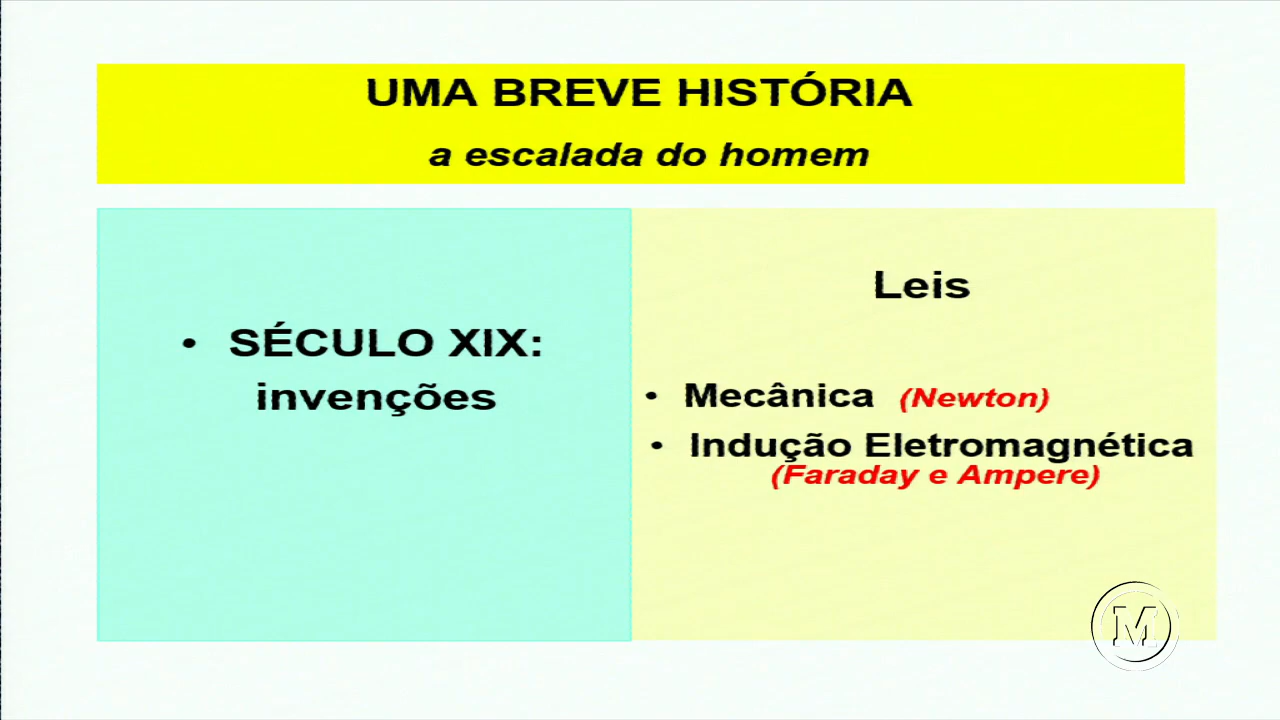 UMA BREVE HISTÓRIA
a escalada do homem
• SÉCULO XIX:
invenções
Leis
• Mecânica (Newton)
• Indução Eletromagnética
(Faraday e Ampere)
M